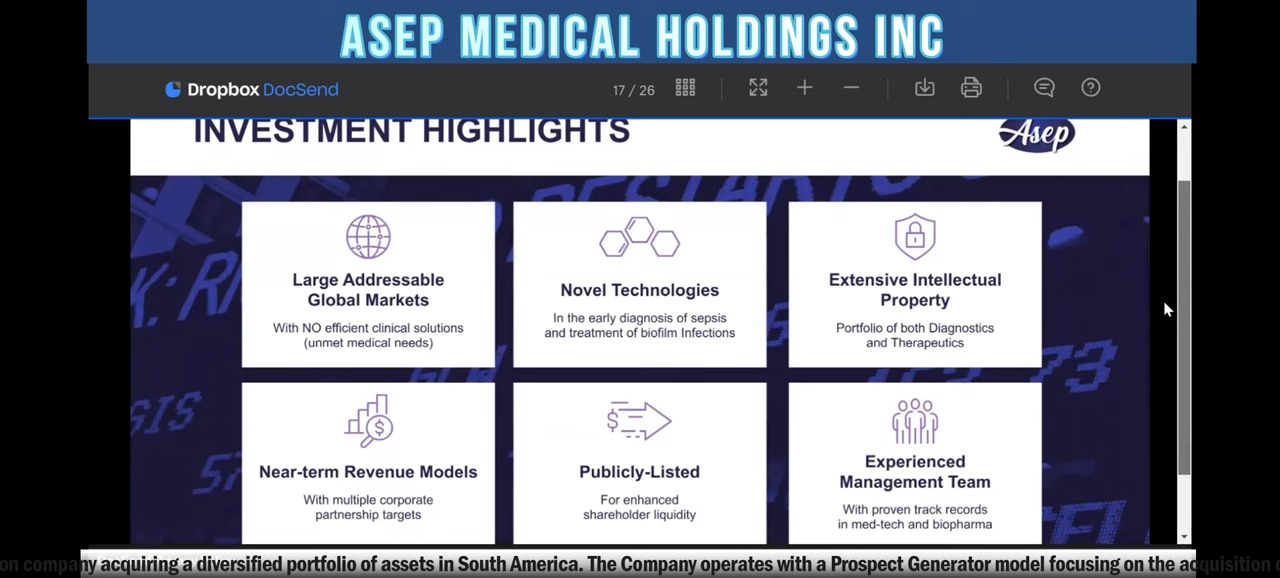 ASEP MEDICAL HOLDINGS INC
Dropbox DocSend
17 / 26
INVESTMENT HIGHLIGHTS
Asep
Large Addressable
Global Markets
With NO efficient clinical solutions
(unmet medical needs)
Novel Technologies
In the early diagnosis of sepsis
and treatment of biofilm Infections
Extensive Intellectual
Property
Portfolio of both Diagnostics
and Therapeutics
Near-term Revenue Models
With multiple corporate
partnership targets
Publicly-Listed
For enhanced
shareholder liquidity
Experienced
Management Team
With proven track records
in med-tech and biopharma
on company acquiring a diversified portfolio of assets in South America. The Company operates with a Prospect Generator model focusing on the acquisition